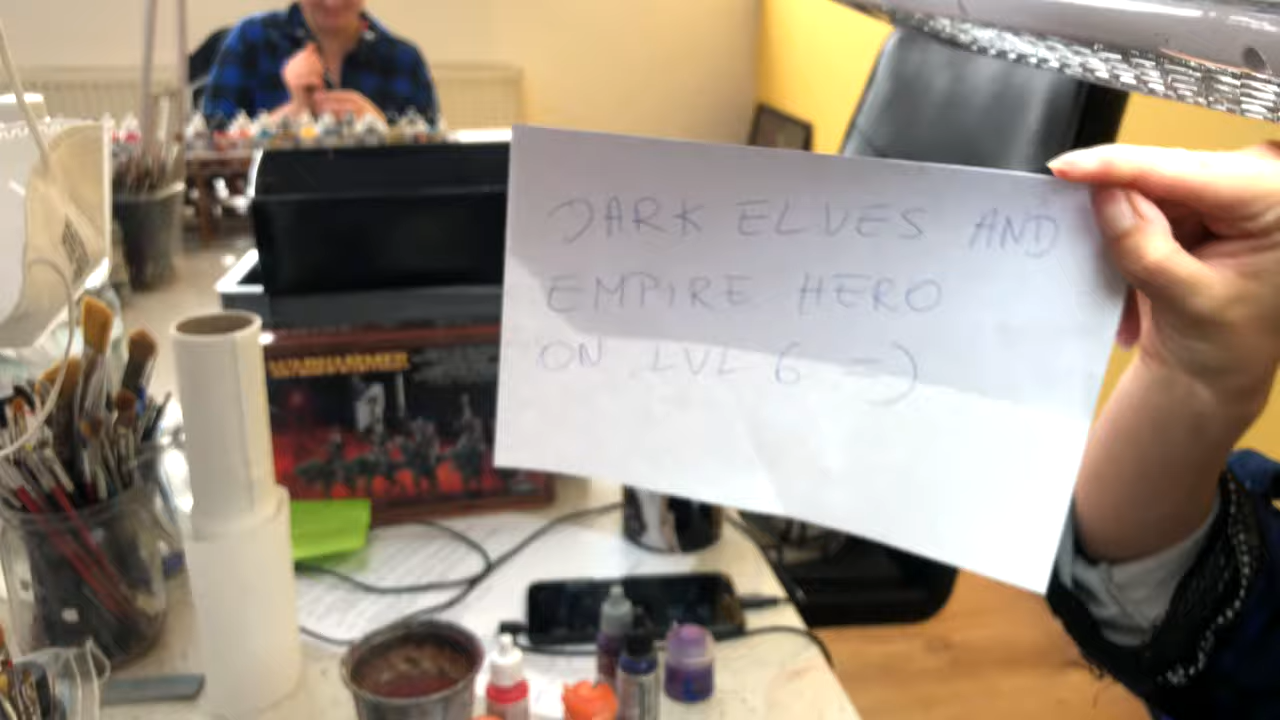 DARK ELVES AND
EMPIRE HERO
ON LVL 6 =)
WARHAMMER